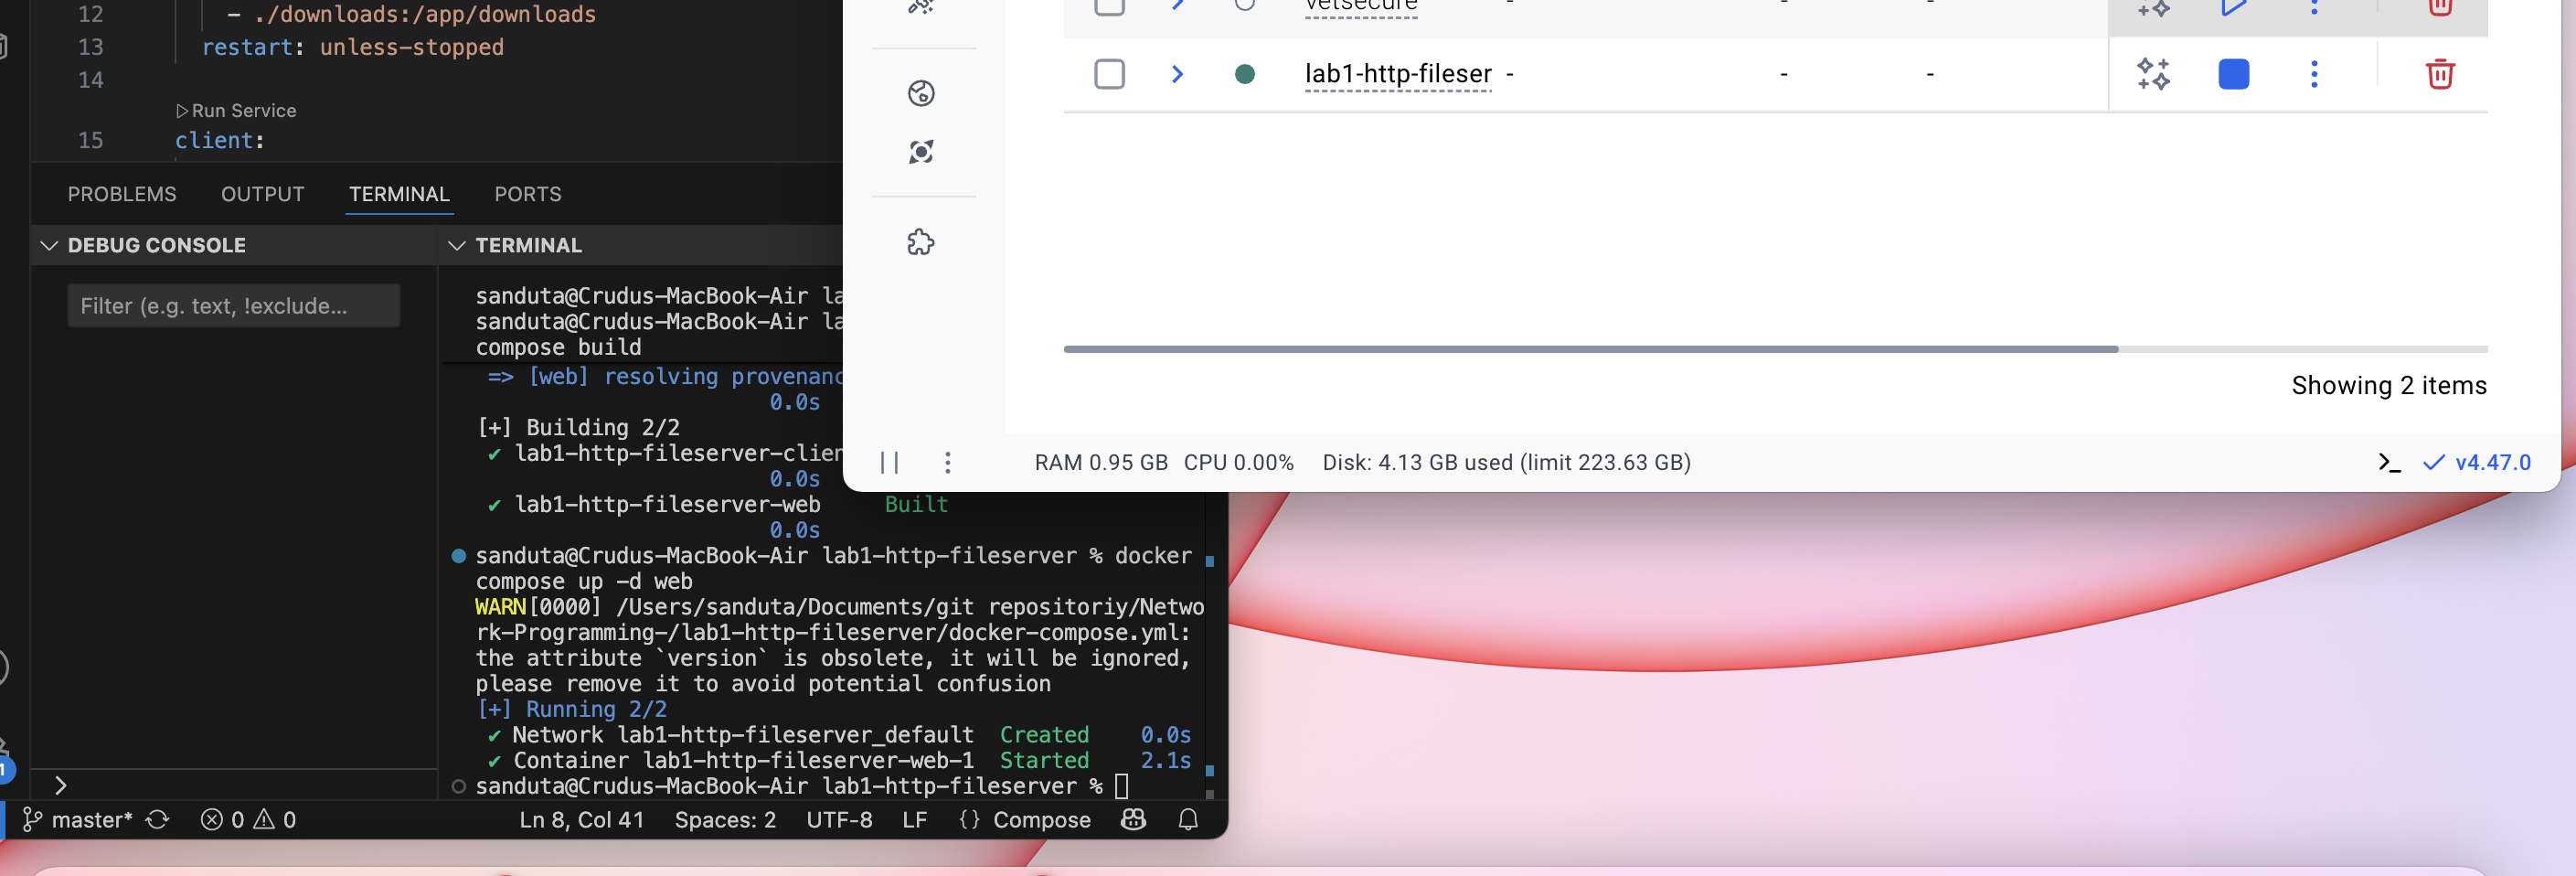 12 - ./downloads:/app/downloads
13 restart: unless-stopped
14
Run Service
15 client:
PROBLEMS OUTPUT TERMINAL PORTS
DEBUG CONSOLE
Filter (e.g. text, !exclude...
TERMINAL
sanduta@Crudus-MacBook-Air la
sanduta@Crudus-MacBook-Air la
compose build
=> [web] resolving provenanc
0.0s
[+] Building 2/2
✔ lab1-http-fileserver-clien
0.0s
✔ lab1-http-fileserver-web Built
0.0s
sanduta@Crudus-MacBook-Air lab1-http-fileserver % docker
compose up -d web
WARN[0000] /Users/sanduta/Documents/git repositoriy/Netwo
rk-Programming-/lab1-http-fileserver/docker-compose.yml:
the attribute `version` is obsolete, it will be ignored,
please remove it to avoid potential confusion
[+] Running 2/2
✔ Network lab1-http-fileserver_default Created 0.0s
✔ Container lab1-http-fileserver-web-1 Started 2.1s
sanduta@Crudus-MacBook-Air lab1-http-fileserver %
1
master* 0 0 Ln 8, Col 41 Spaces: 2 UTF-8 LF {} Compose
vetsecure - - -
lab1-http-fileser - - -
Showing 2 items
RAM 0.95 GB CPU 0.00% Disk: 4.13 GB used (limit 223.63 GB) >_ v4.47.0